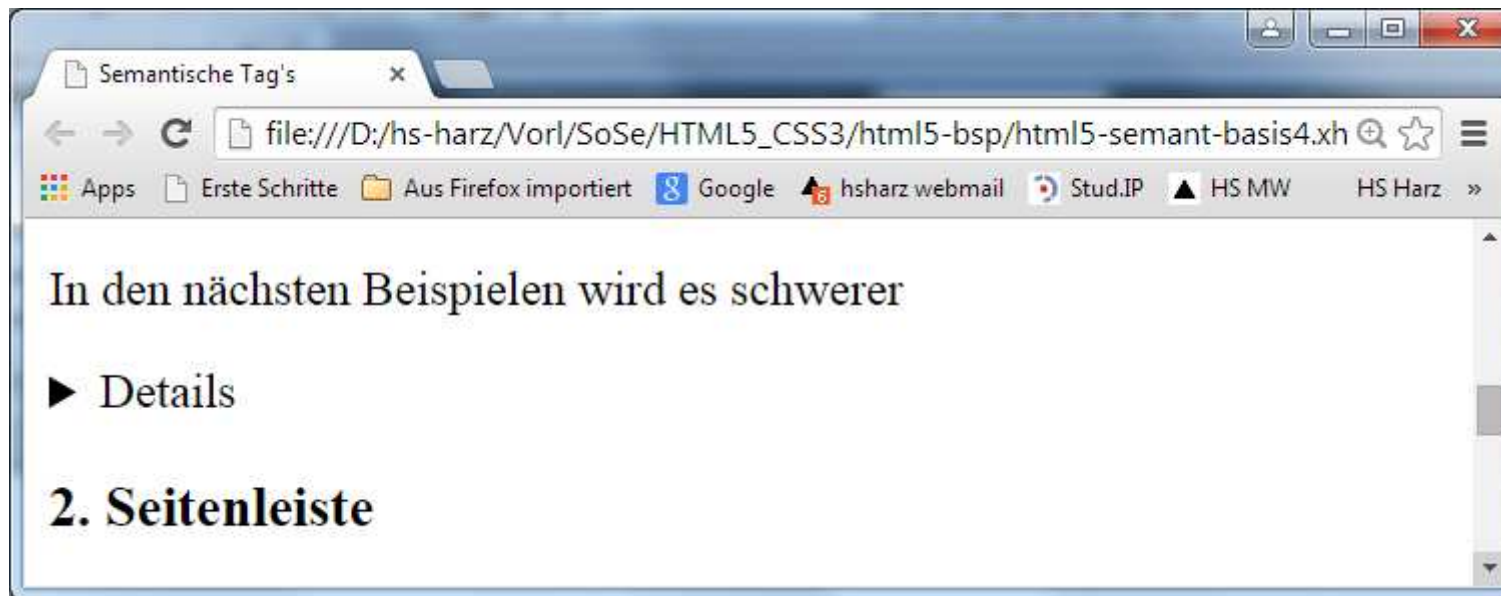 Semantische Tag's
file:///D:/hs-harz/Vorl/SoSe/HTML5_CSS3/html5-bsp/html5-semant-basis4.xh
Apps Erste Schritte Aus Firefox importiert 8 Google 6 hsharz webmail Stud.IP HS MW HS Harz »
In den nächsten Beispielen wird es schwerer
► Details
2. Seitenleiste